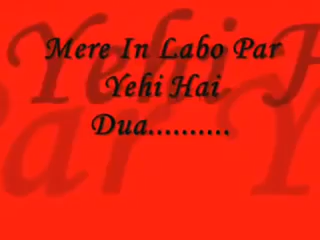 Mere In Labo Par
Yehi Hai
Dua..........